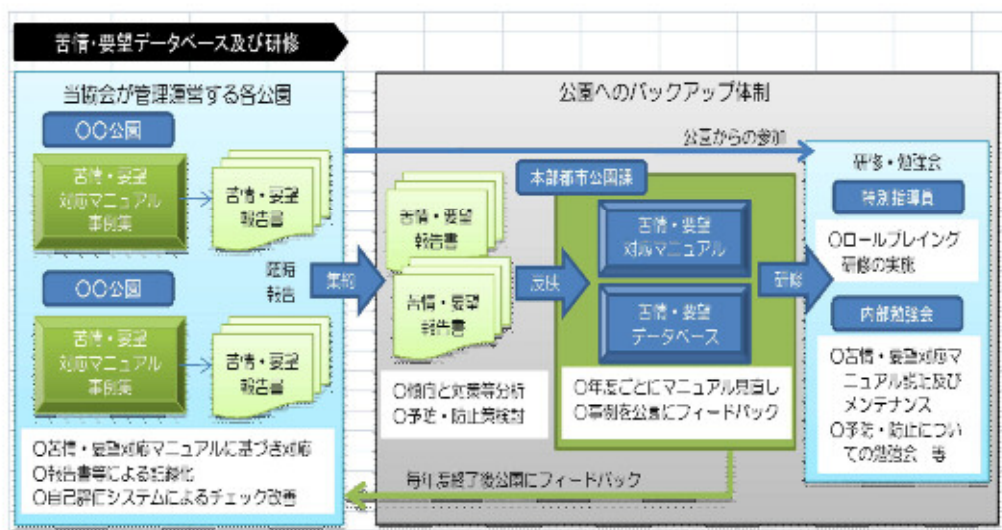 苦情・要望データベース及び研修
当協会が管理運営する各公園
〇〇公園
苦情・要望
対応マニュアル
事例集
苦情・要望
報告書
〇〇公園
苦情・要望
対応マニュアル
事例集
苦情・要望
報告書
随時
報告
集約
〇苦情・要望対応マニュアルに基づき対応
〇報告書等による記録化
〇自己評価システムによるチェック改善
公園へのバックアップ体制
公園からの参加
苦情・要望
報告書
苦情・要望
報告書
〇傾向と対策等分析
〇予防・防止策検討
反映
本部都市公園課
苦情・要望
対応マニュアル
苦情・要望
データベース
〇年度ごとにマニュアル見直し
〇事例を公園にフィードバック
研修
毎年度終了後公園にフィードバック
研修・勉強会
特別指導員
〇ロールプレイング
研修の実施
内部勉強会
〇苦情・要望対応マ
ニュアル検証及び
メンテナンス
〇予防・防止につい
ての勉強会　等